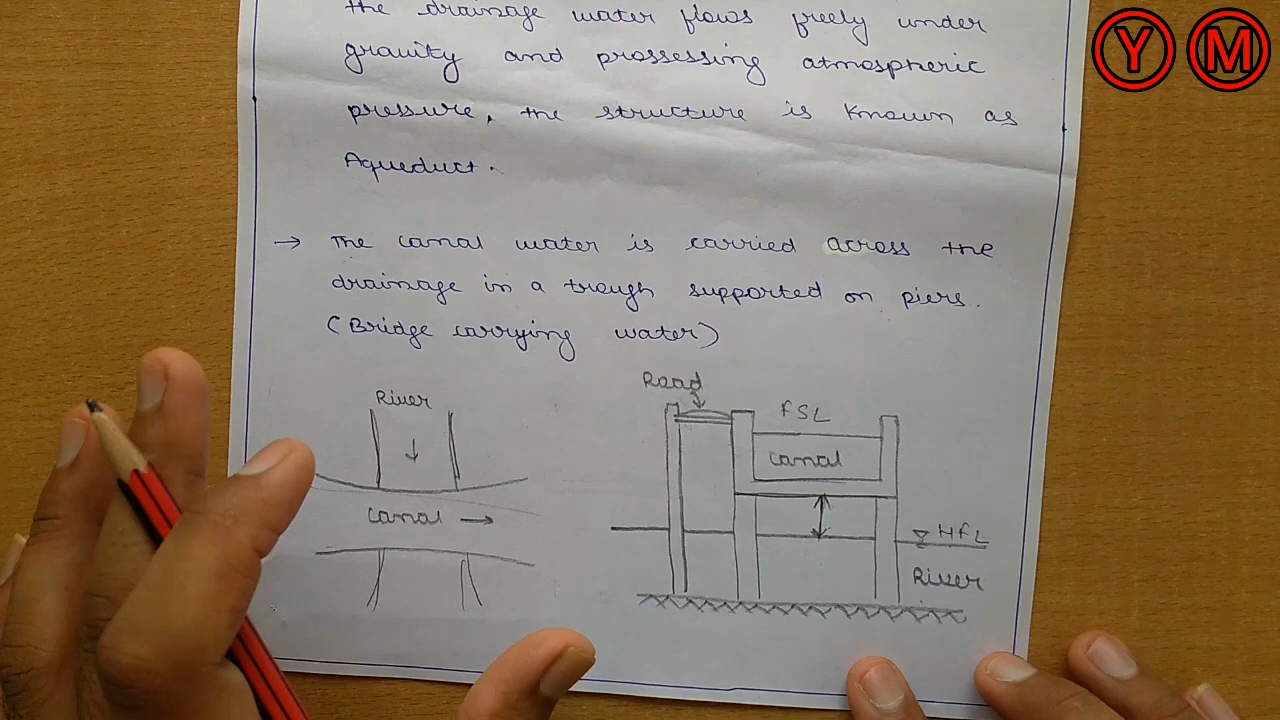 the drainage water flows freely under
gravity and prossessing atmospheric
pressure, the structure is known as
Aqueduct.
→ The canal water is carried across the
drainage in a trough supported on piers.
(Bridge carrying water)
River
Canal →
Road
FSL
canal
HFL
River
Y M